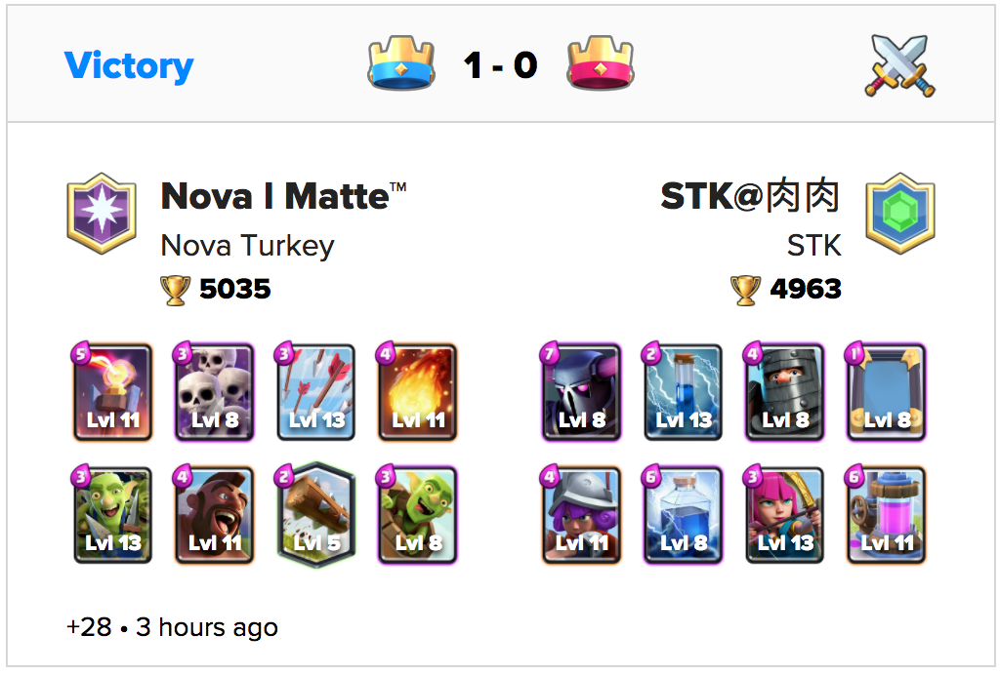 Victory 1 - 0
Nova l Matte™ STK@肉肉
Nova Turkey STK
5035 4963
5 3 3 4 7 2 4 1
Lvl 11 Lvl 8 Lvl 13 Lvl 11 Lvl 8 Lvl 13 Lvl 8 Lvl 8
3 4 2 3 4 6 3 6
Lvl 13 Lvl 11 Lvl 5 Lvl 8 Lvl 11 Lvl 8 Lvl 13 Lvl 11
+28 • 3 hours ago